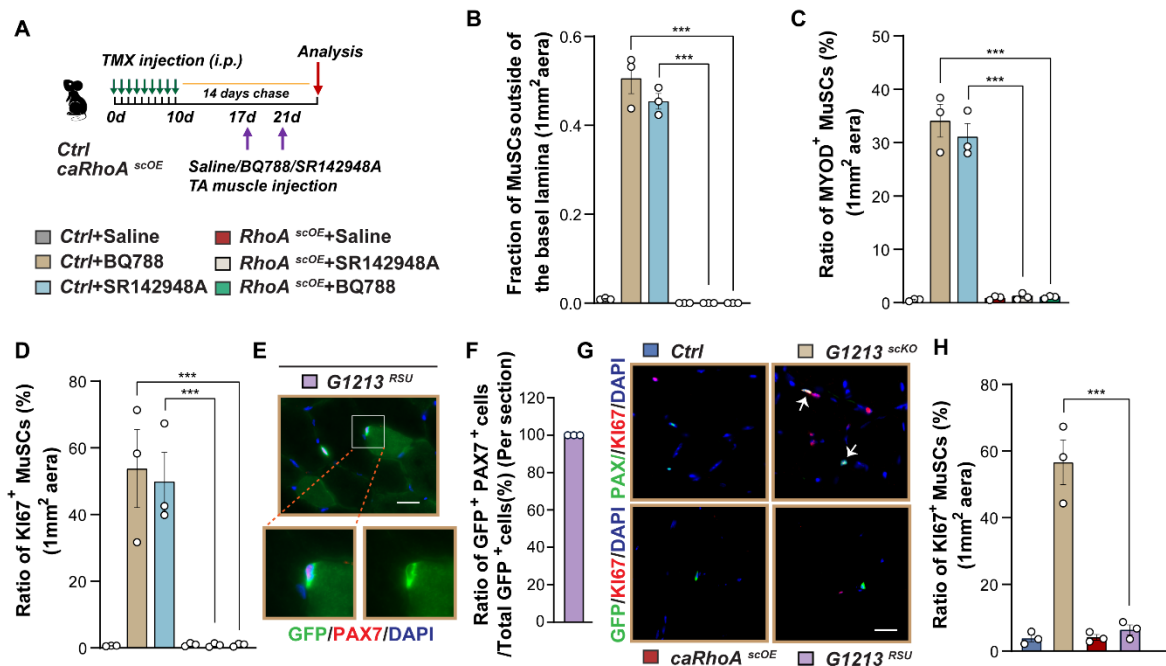 A
TMX injection (i.p.)
Analysis
14 days chase
0d 10d 17d 21d
Ctrl
caRhoA scOE
Saline/BQ788/SR142948A
TA muscle injection
Ctrl+Saline
Ctrl+BQ788
Ctrl+SR142948A
RhoA scOE+Saline
RhoA scOE+SR142948A
RhoA scOE+BQ788
B
Fraction of MuSCs outside of
the basel lamina (1mm² aera)
0.6
0.4
0.2
0.0
***
***
C
Ratio of MYOD+ MuSCs (%)
(1mm² aera)
50
40
30
20
10
0
***
***
D
Ratio of KI67+ MuSCs (%)
(1mm² aera)
80
60
40
20
0
***
***
E
G1213 RSU
GFP/PAX7/DAPI
F
Ratio of GFP+ PAX7+ cells
/Total GFP+cells(%) (Per section)
120
100
80
60
40
20
0
G
Ctrl
G1213 scKO
PAX//KI67/DAPI
GFP/KI67/DAPI
caRhoA scOE
G1213 RSU
H
Ratio of KI67+ MuSCs (%)
(1mm² aera)
80
60
40
20
0
***